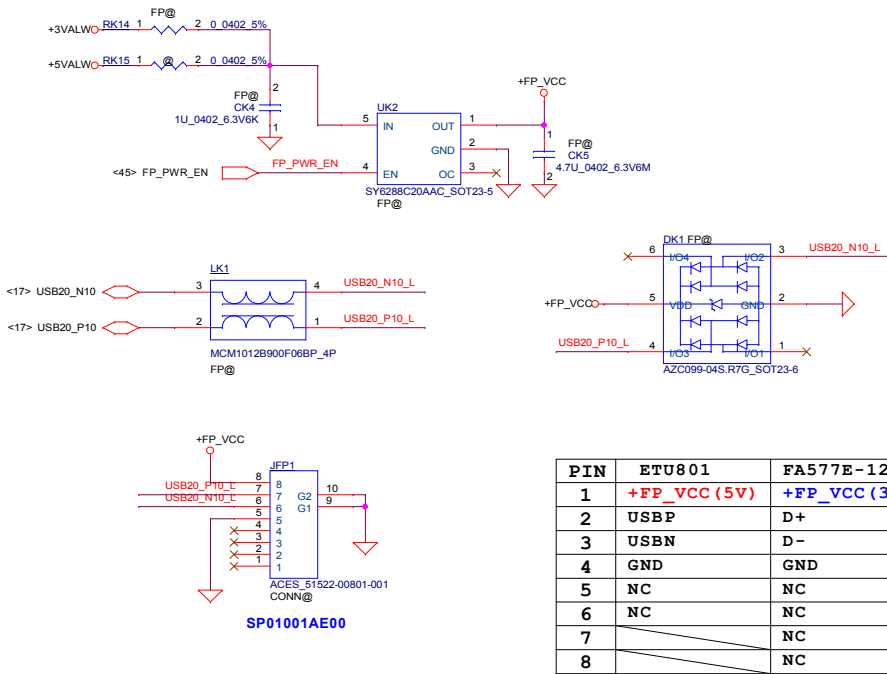 FP@
+3VALW RK14 1 2 0_0402_5%
+5VALW RK15 1 @ 2 0_0402_5%
2
FP@
CK4
1U_0402_6.3V6K
1
UK2
5 IN OUT 1
GND 2
4 EN OC 3
SY6288C20AAC_SOT23-5
FP@
<45> FP_PWR_EN FP_PWR_EN
+FP_VCC
1
FP@
CK5
4.7U_0402_6.3V6M
2
LK1
<17> USB20_N10 3 4 USB20_N10_L
<17> USB20_P10 2 1 USB20_P10_L
MCM1012B900F06BP_4P
FP@
DK1 FP@
6 I/O4 I/O2 3 USB20_N10_L
+FP_VCC 5 VDD GND 2
USB20_P10_L 4 I/O3 I/O1 1
AZC099-04S.R7G_SOT23-6
+FP_VCC
JFP1
8 8
USB20_P10_L 7 7 G2 10
USB20_N10_L 6 6 G1 9
5 5
4 4
3 3
2 2
1 1
ACES_51522-00801-001
CONN@
SP01001AE00
PIN ETU801 FA577E-12
1 +FP_VCC(5V) +FP_VCC(3
2 USBP D+
3 USBN D-
4 GND GND
5 NC NC
6 NC NC
7 NC
8 NC